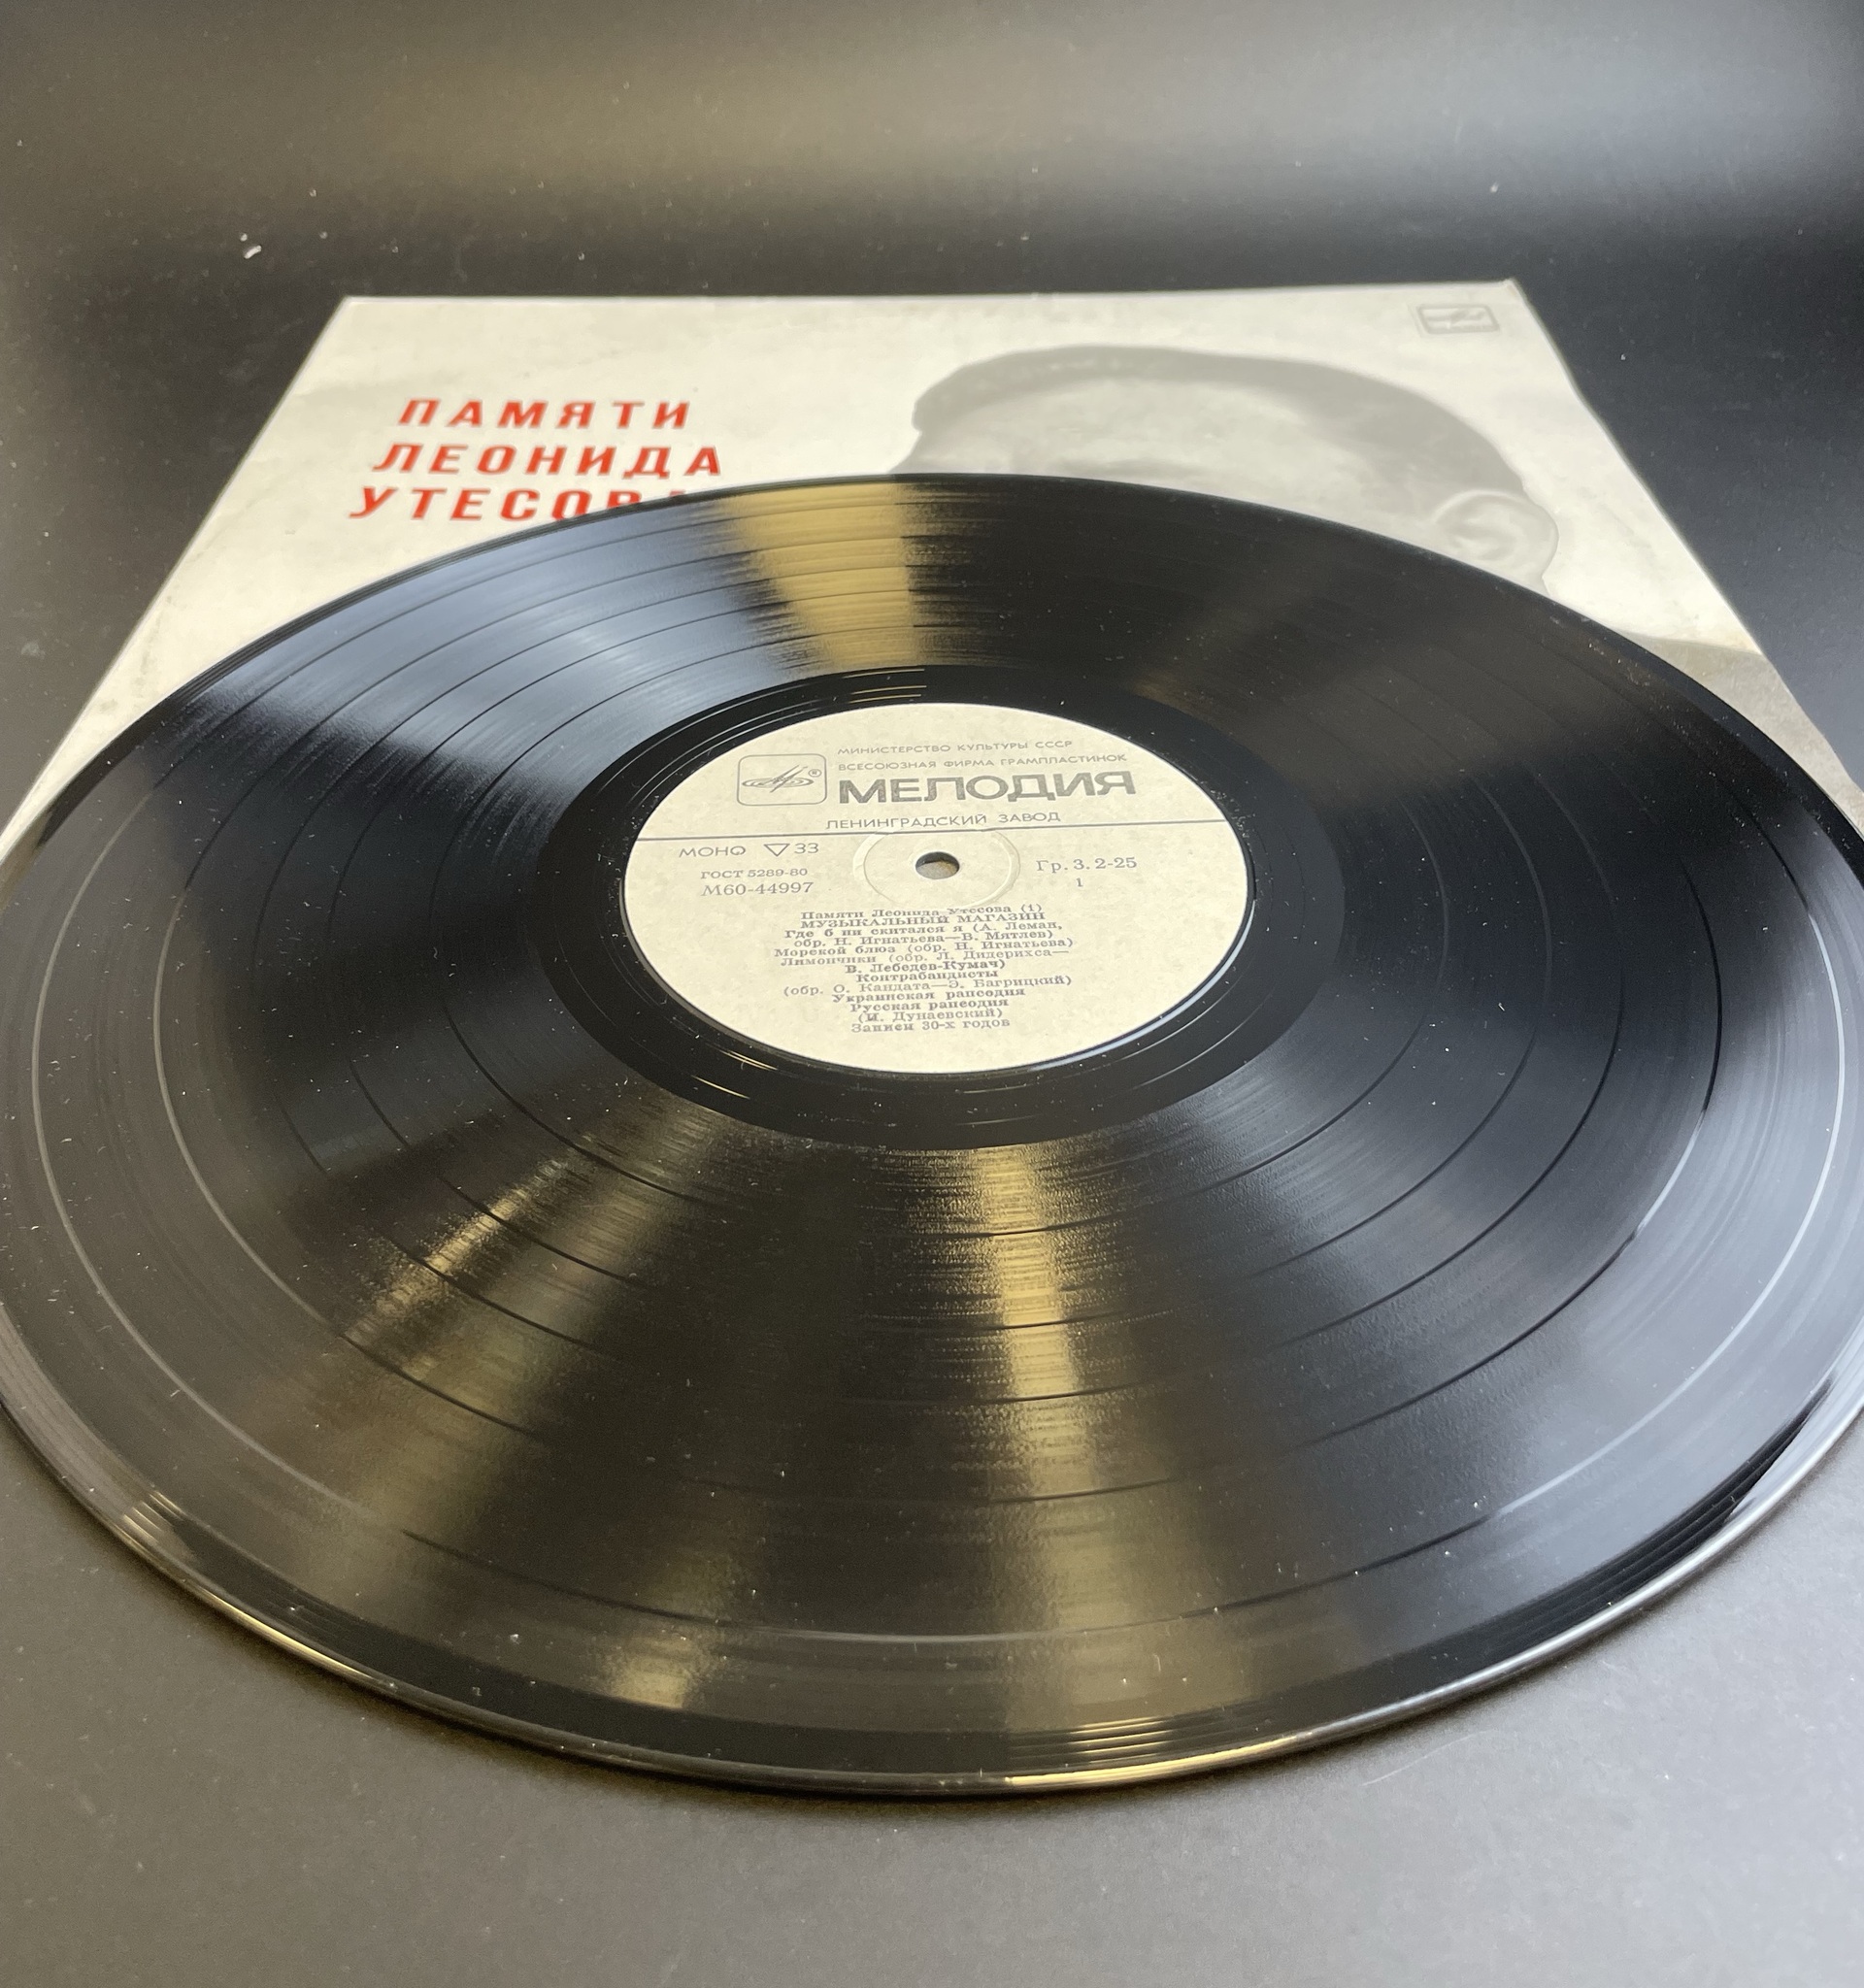 ПАМЯТИ
ЛЕОНИДА
УТЕСОВА
МИНИСТЕРСТВО КУЛЬТУРЫ СССР
ВСЕСОЮЗНАЯ ФИРМА ГРАМПЛАСТИНОК
МЕЛОДИЯ
®
ЛЕНИНГРАДСКИЙ ЗАВОД
МОНО 33
ГОСТ 5289-80
М60-44997
Гр. 3. 2-25
1
Памяти Леонида Утесова (1)
МУЗЫКАЛЬНЫЙ МАГАЗИН
Где б ни скитался я (А. Леман,
обр. Н. Игнатьева—В. Мятлев)
Морской блюз (обр. Н. Игнатьева)
Лимончики (обр. Л. Дидерихса—
В. Лебедев-Кумач)
Контрабандисты
(обр. О. Кандата—Э. Багрицкий)
Украинская рапсодия
Русская рапсодия
(И. Дунаевский)
Записи 30-х годов